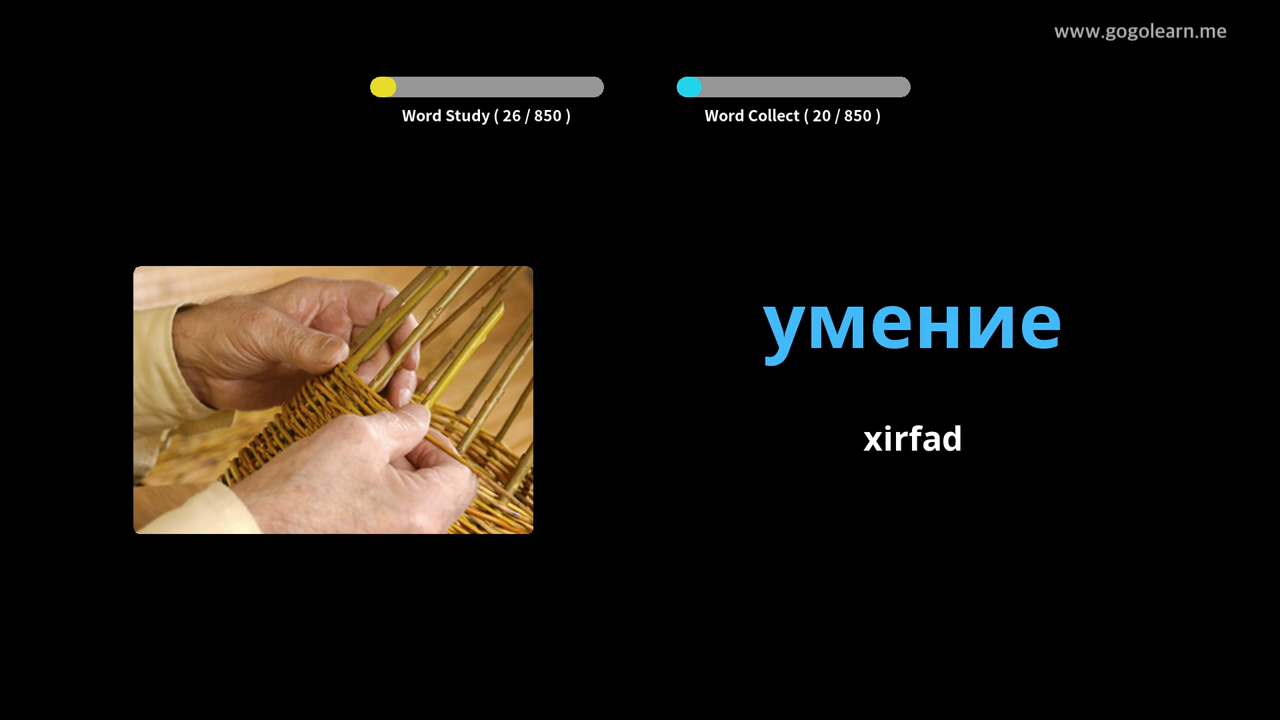 www.gogolearn.me
Word Study ( 26 / 850 )
Word Collect ( 20 / 850 )
умение
xirfad